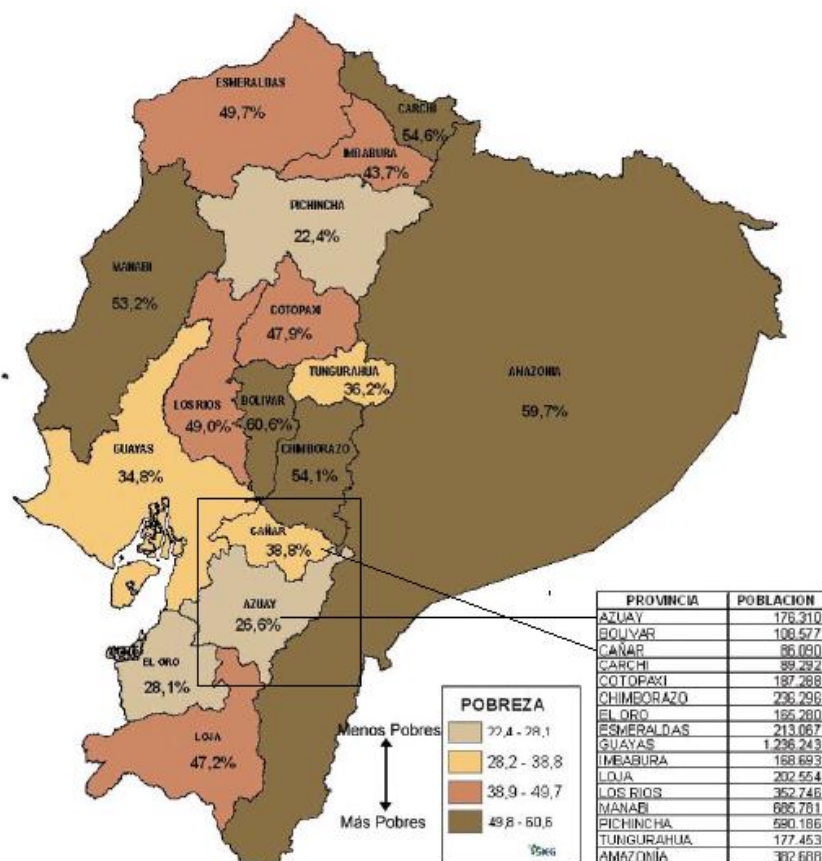 ESMERALDAS
49,7%
CARCHI
54,6%
IMBABURA
43,7%
PICHINCHA
22,4%
MANABI
53,2%
COTOPAXI
47,9%
TUNGURAHUA
36,2%
AMAZONIA
59,7%
LOS RIOS
49,0%
BOLIVAR
60,6%
GUAYAS
34,8%
CHIMBORAZO
54,1%
CAÑAR
38,8%
AZUAY
26,6%
EL ORO
28,1%
LOJA
47,2%
POBREZA
Menos Pobres
22,4 - 28,1
28,2 - 38,8
38,9 - 49,7
Más Pobres
49,8 - 60,6
PROVINCIA POBLACION
AZUAY 176.310
BOLIVAR 108.577
CAÑAR 86.090
CARCHI 89.292
COTOPAXI 187.288
CHIMBORAZO 236.296
EL ORO 165.280
ESMERALDAS 213.067
GUAYAS 1.236.243
IMBABURA 168.693
LOJA 202.554
LOS RIOS 352.746
MANABI 685.781
PICHINCHA 590.186
TUNGURAHUA 177.453
AMAZONÍA 382.688